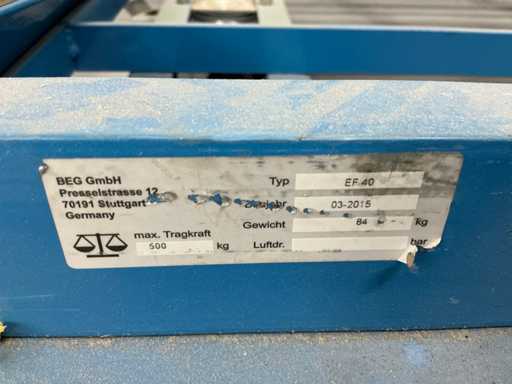 BEG GmbH
Presselstrasse 12
70191 Stuttgart
Germany
max. Tragkraft
500 kg
Typ EF 40
Baujahr 03-2015
Gewicht 84 kg
Luftdr. bar